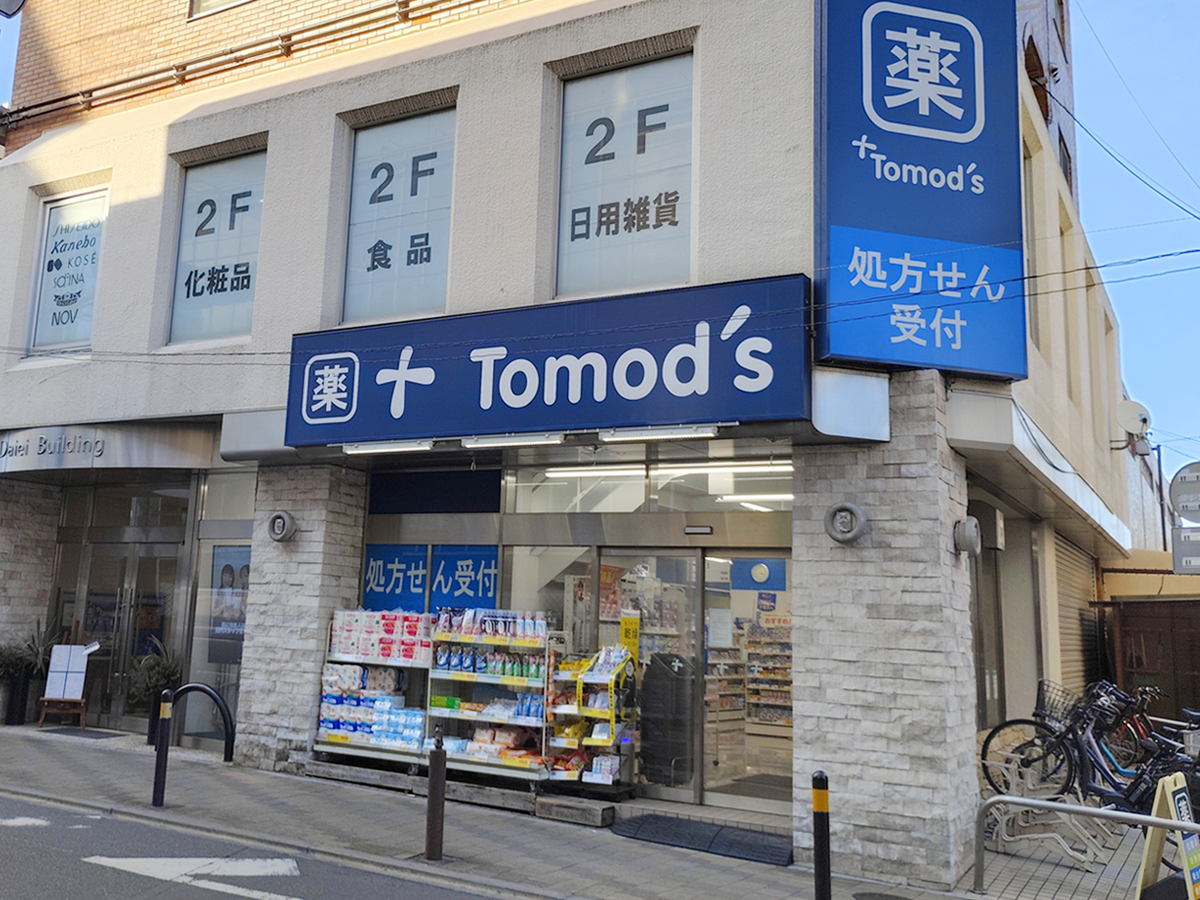 薬
Tomod's
処方せん
受付
2F
日用雑貨
2F
食品
2F
化粧品
SHISEIDO
Kanebo
KOSÉ
SOFINA
NOV
薬 Tomod's
Daiei Building
処方せん受付